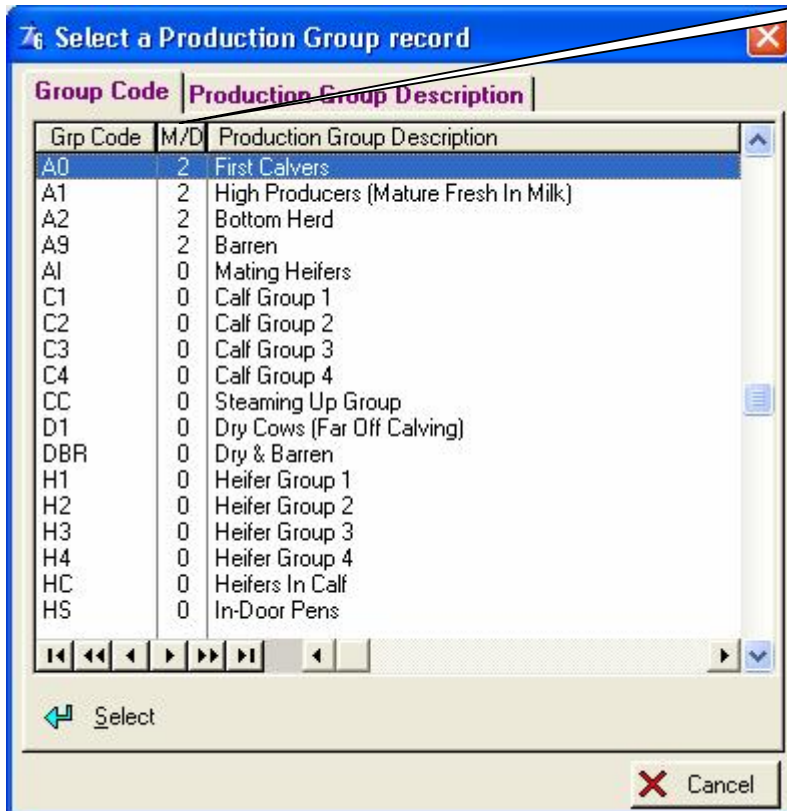 Select a Production Group record
Group Code Production Group Description
Grp Code M/D Production Group Description
A0 2 First Calvers
A1 2 High Producers (Mature Fresh In Milk)
A2 2 Bottom Herd
A9 2 Barren
AI 0 Mating Heifers
C1 0 Calf Group 1
C2 0 Calf Group 2
C3 0 Calf Group 3
C4 0 Calf Group 4
CC 0 Steaming Up Group
D1 0 Dry Cows (Far Off Calving)
DBR 0 Dry & Barren
H1 0 Heifer Group 1
H2 0 Heifer Group 2
H3 0 Heifer Group 3
H4 0 Heifer Group 4
HC 0 Heifers In Calf
HS 0 In-Door Pens
Select
Cancel